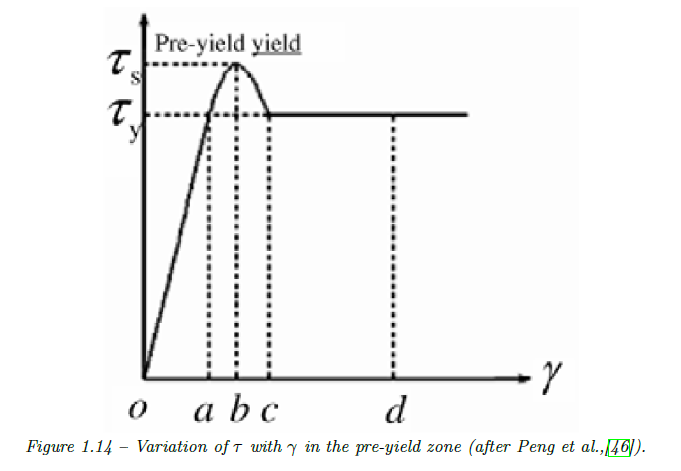 Pre-yield yield
τs
τy
γ
o a b c d
Figure 1.14 – Variation of τ with γ in the pre-yield zone (after Peng et al.,[46]).